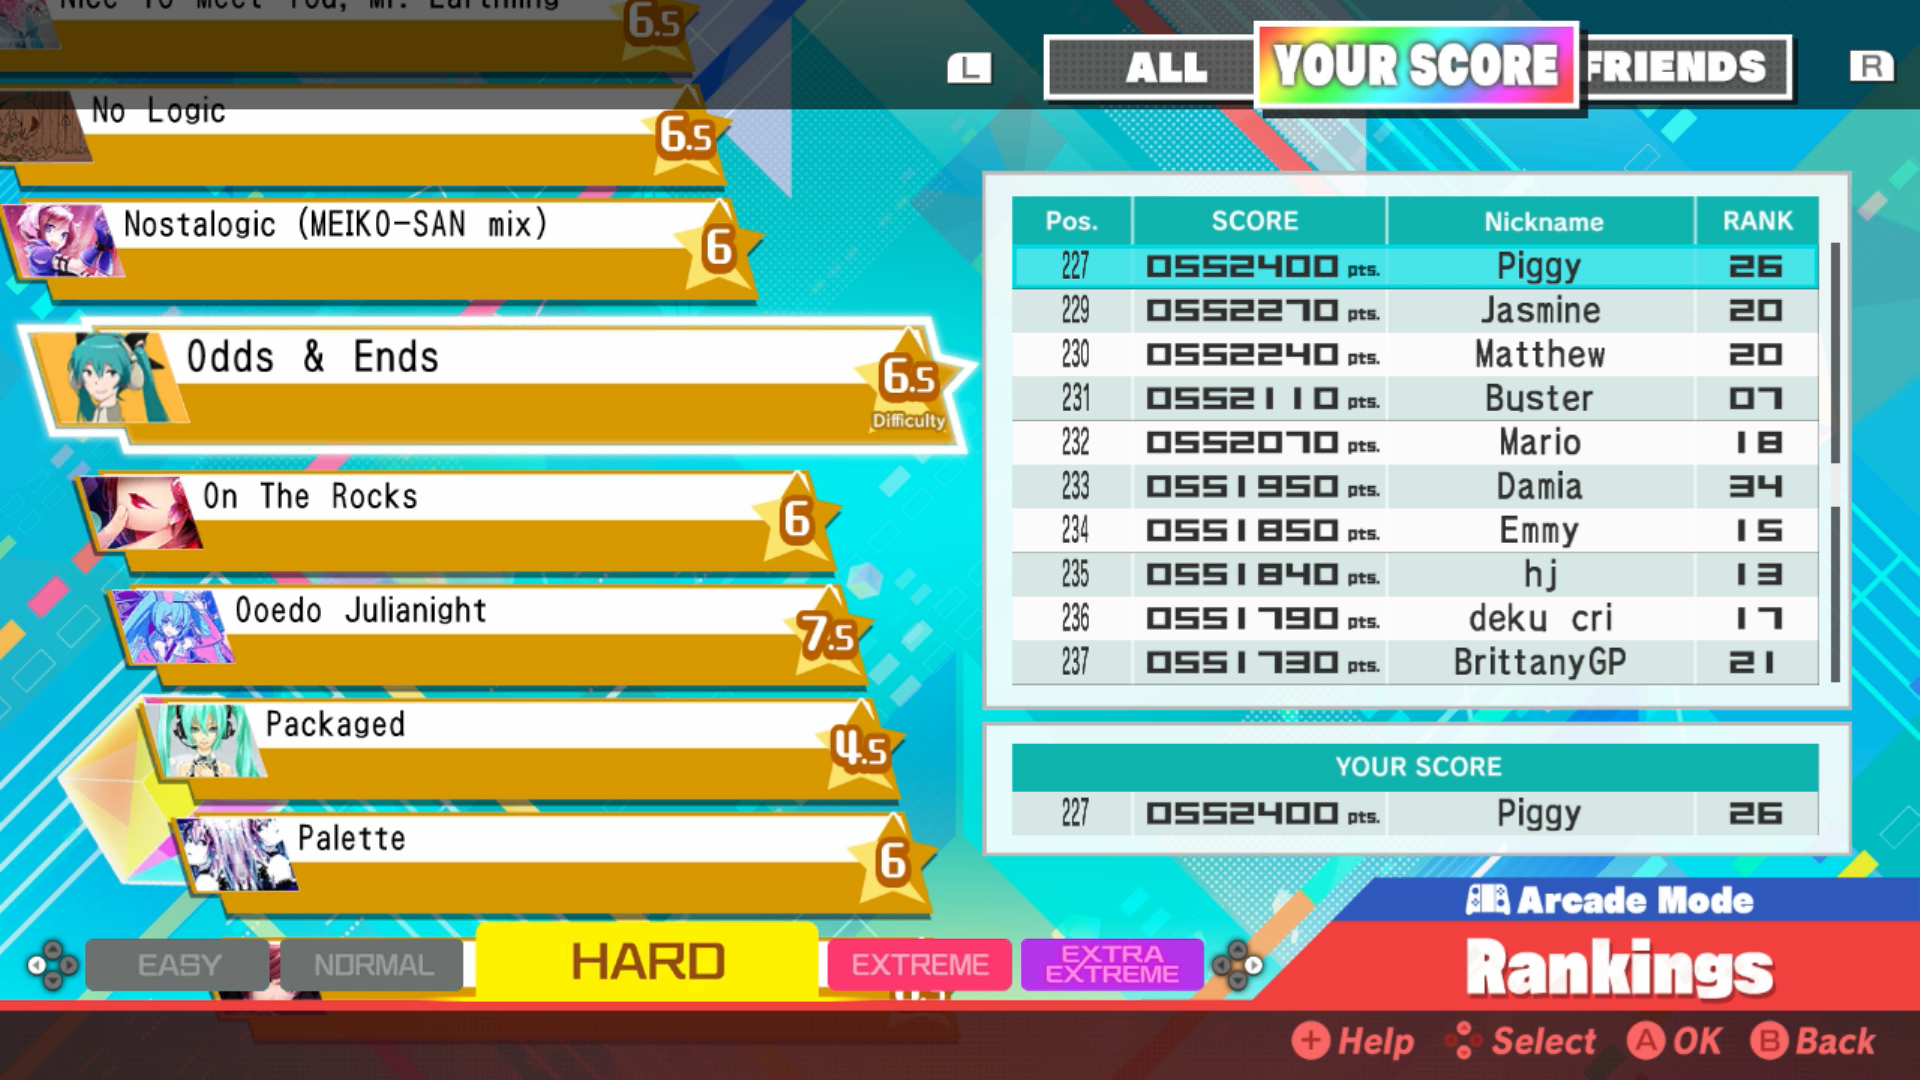 Nice To Meet You, Mr. Earthling
6.5
No Logic
6.5
Nostalogic (MEIKO-SAN mix)
6
Odds & Ends
6.5
Difficulty
On The Rocks
6
Ooedo Julianight
7.5
Packaged
4.5
Palette
6
L
ALL
YOUR SCORE
FRIENDS
R
Pos. SCORE Nickname RANK
227 0552400 pts. Piggy 26
229 0552270 pts. Jasmine 20
230 0552240 pts. Matthew 20
231 0552110 pts. Buster 07
232 0552070 pts. Mario 18
233 0551950 pts. Damia 34
234 0551850 pts. Emmy 15
235 0551840 pts. hj 13
236 0551790 pts. deku cri 17
237 0551730 pts. BrittanyGP 21
YOUR SCORE
227 0552400 pts. Piggy 26
Arcade Mode
Rankings
EASY
NORMAL
HARD
EXTREME
EXTRA
EXTREME
+ Help
Select
A OK
B Back